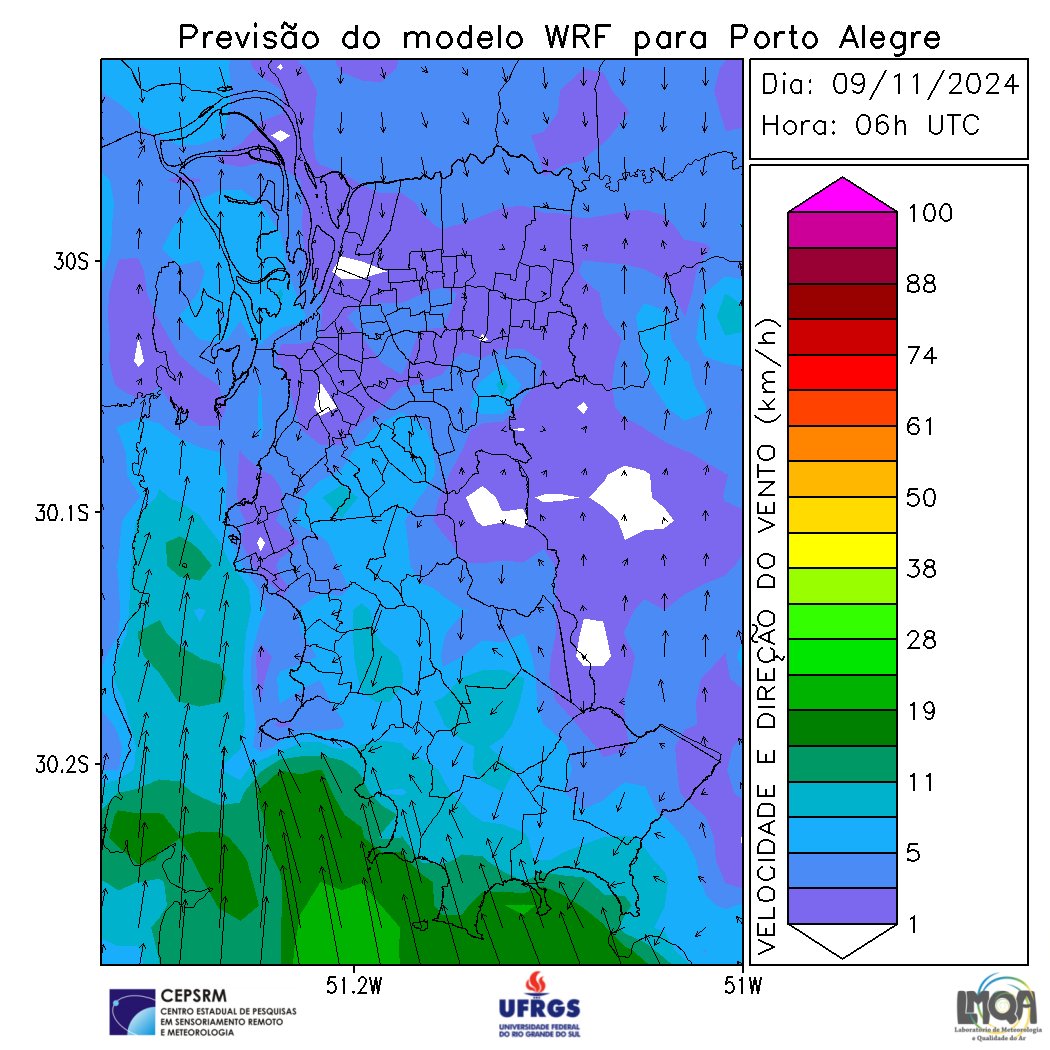 Previsão do modelo WRF para Porto Alegre
Dia: 09/11/2024
Hora: 06h UTC
30S
30.1S
30.2S
51.2W
51W
VELOCIDADE E DIREÇÃO DO VENTO (km/h)
100
88
74
61
50
38
28
19
11
5
1
CEPSRM
CENTRO ESTADUAL DE PESQUISAS
EM SENSORIAMENTO REMOTO
E METEOROLOGIA
UFRGS
UNIVERSIDADE FEDERAL
DO RIO GRANDE DO SUL
LMQA
Laboratório de Meteorologia
e Qualidade do Ar